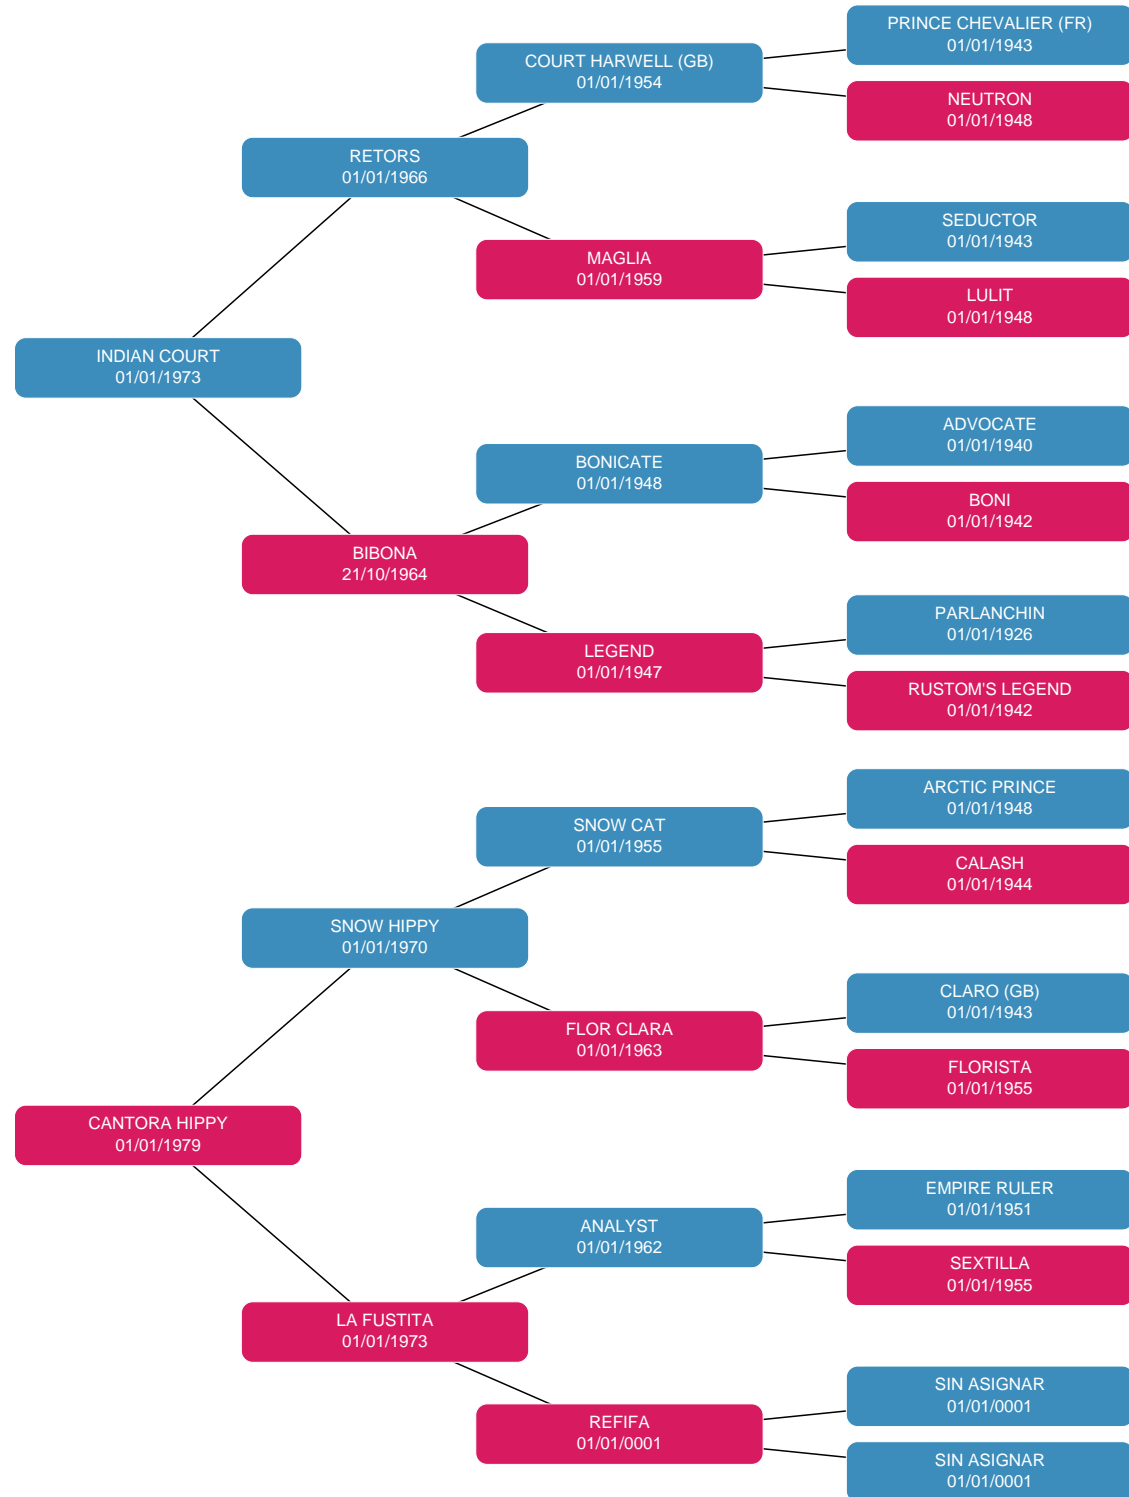 PRINCE CHEVALIER (FR)
01/01/1943
COURT HARWELL (GB)
01/01/1954
NEUTRON
01/01/1948
RETORS
01/01/1966
SEDUCTOR
01/01/1943
MAGLIA
01/01/1959
LULIT
01/01/1948
INDIAN COURT
01/01/1973
ADVOCATE
01/01/1940
BONICATE
01/01/1948
BONI
01/01/1942
BIBONA
21/10/1964
PARLANCHIN
01/01/1926
LEGEND
01/01/1947
RUSTOM'S LEGEND
01/01/1942
ARCTIC PRINCE
01/01/1948
SNOW CAT
01/01/1955
CALASH
01/01/1944
SNOW HIPPY
01/01/1970
CLARO (GB)
01/01/1943
FLOR CLARA
01/01/1963
FLORISTA
01/01/1955
CANTORA HIPPY
01/01/1979
EMPIRE RULER
01/01/1951
ANALYST
01/01/1962
SEXTILLA
01/01/1955
LA FUSTITA
01/01/1973
SIN ASIGNAR
01/01/0001
REFIFA
01/01/0001
SIN ASIGNAR
01/01/0001